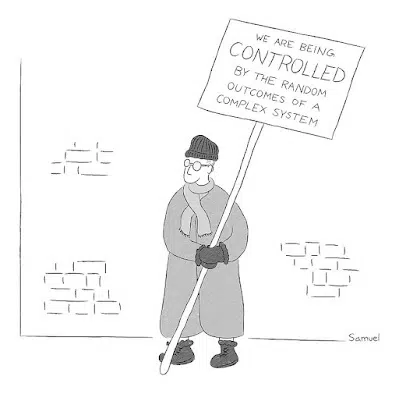 WE ARE BEING
CONTROLLED
BY THE RANDOM
OUTCOMES OF A
COMPLEX SYSTEM
Samuel